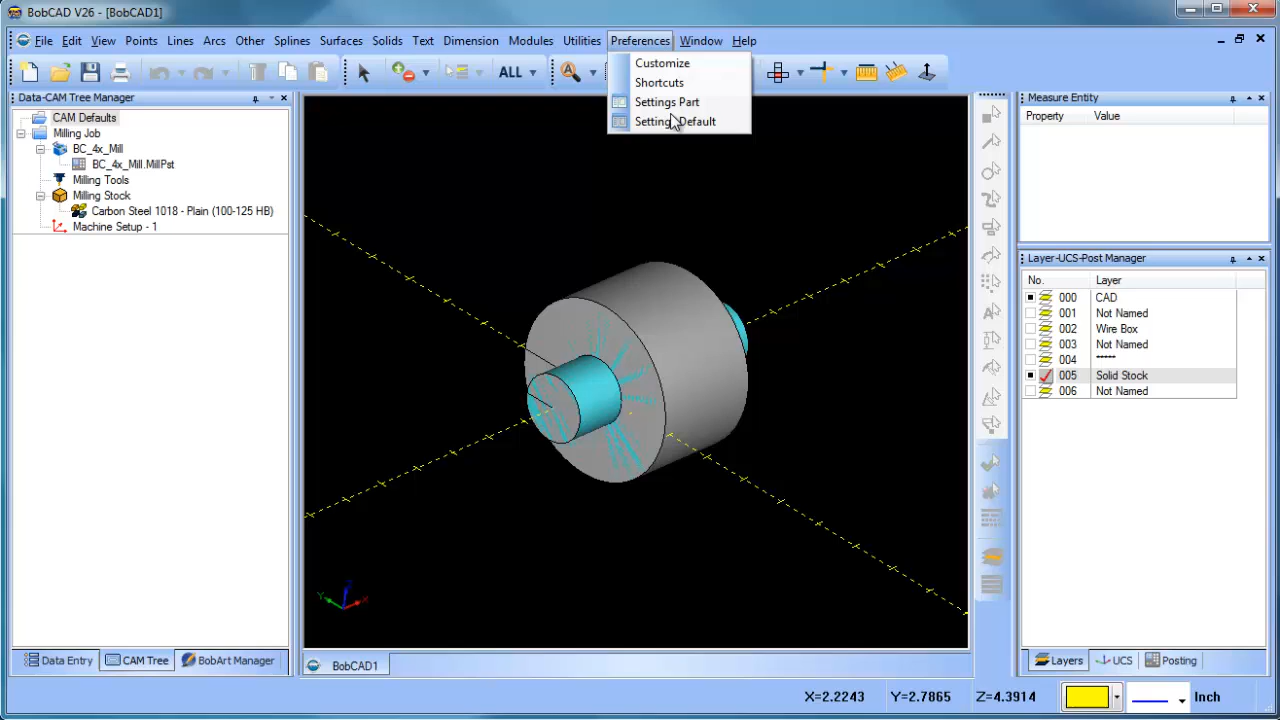 BobCAD V26 - [BobCAD1]
File Edit View Points Lines Arcs Other Splines Surfaces Solids Text Dimension Modules Utilities Preferences Window Help
ALL
Customize
Shortcuts
Settings Part
Settings Default
Data-CAM Tree Manager
CAM Defaults
Milling Job
BC_4x_Mill
BC_4x_Mill.MillPst
Milling Tools
Milling Stock
Carbon Steel 1018 - Plain (100-125 HB)
Machine Setup - 1
Measure Entity
Property Value
Layer-UCS-Post Manager
No. Layer
000 CAD
001 Not Named
002 Wire Box
003 Not Named
004 *****
005 Solid Stock
006 Not Named
Y Z X
Data Entry CAM Tree BobArt Manager
BobCAD1
Layers UCS Posting
X=2.2243 Y=2.7865 Z=4.3914 Inch